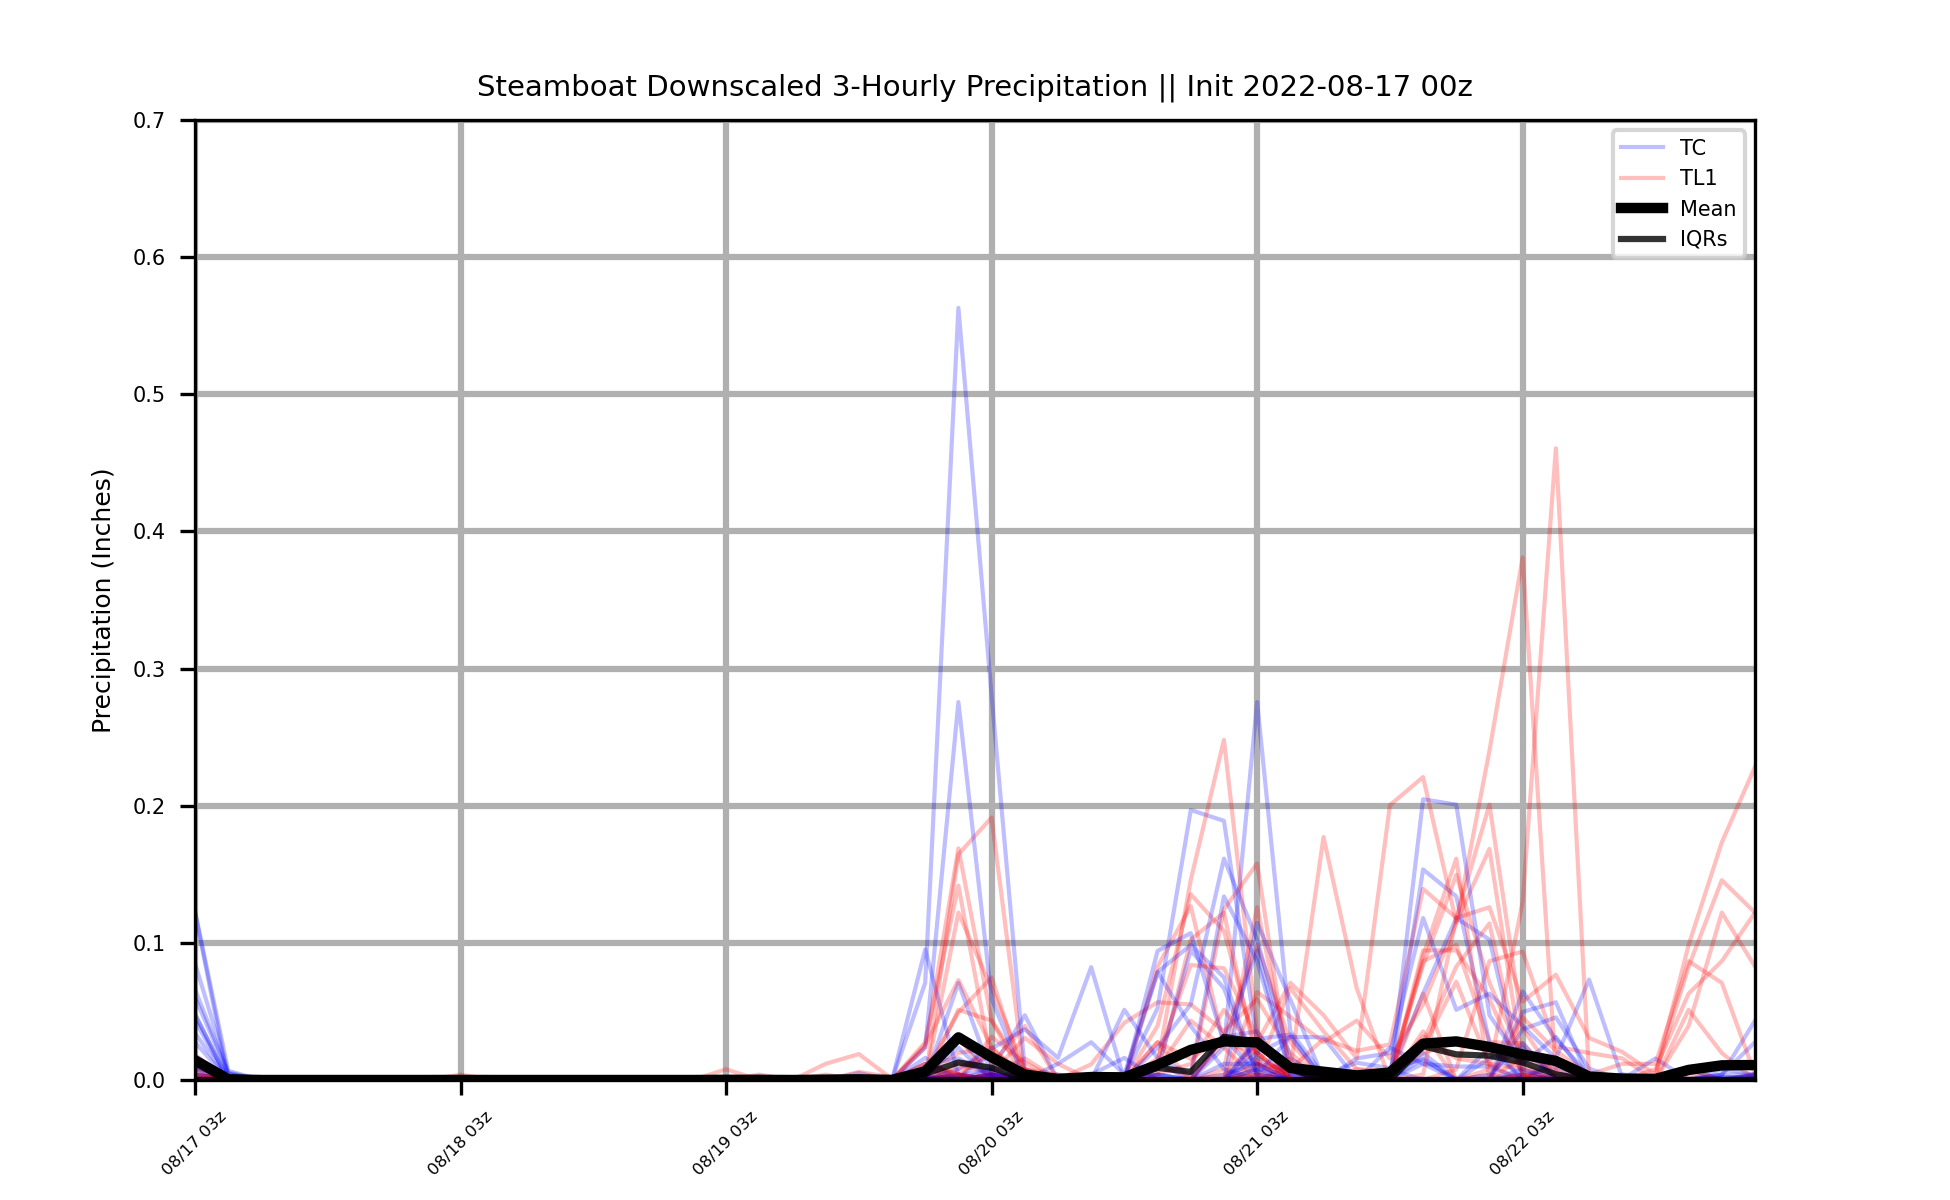 Steamboat Downscaled 3-Hourly Precipitation || Init 2022-08-17 00z
0.7
0.6
0.5
0.4
0.3
0.2
0.1
0.0
Precipitation (Inches)
TC
TL1
Mean
IQRs
08/17 03z
08/18 03z
08/19 03z
08/20 03z
08/21 03z
08/22 03z